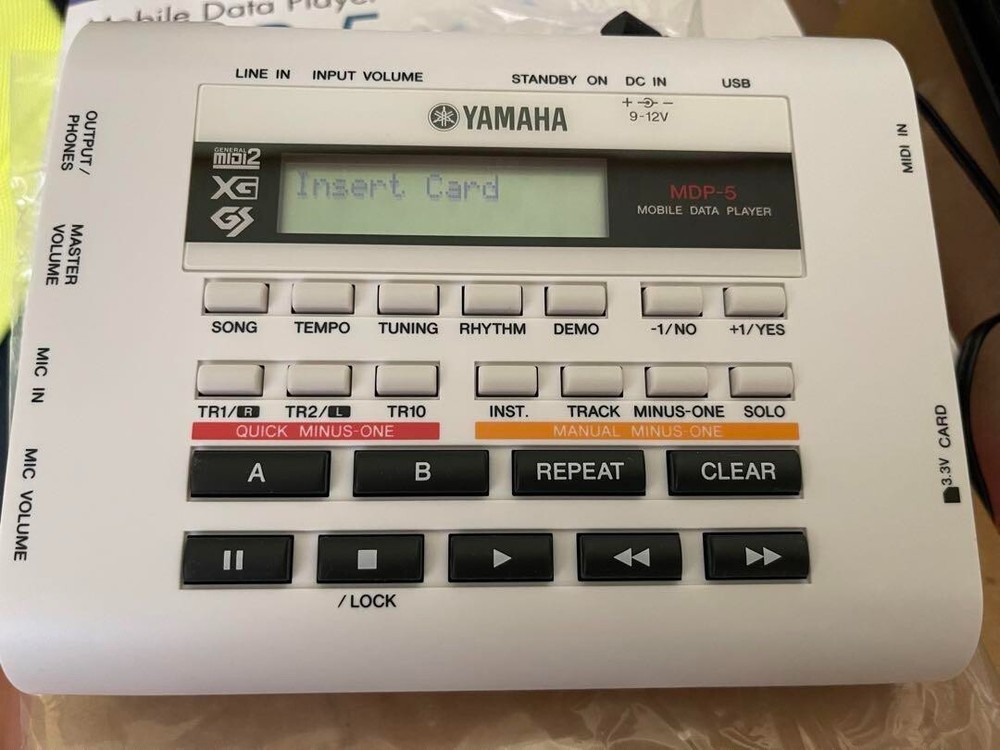 Mobile Data Player
LINE IN INPUT VOLUME STANDBY ON DC IN USB
9-12V
YAMAHA
GENERAL
MIDI2
XG
GS
Insert Card
MDP-5
MOBILE DATA PLAYER
OUTPUT/
PHONES
MASTER
VOLUME
MIC IN
MIC VOLUME
MIDI IN
3.3V CARD
SONG TEMPO TUNING RHYTHM DEMO -1/NO +1/YES
TR1/R TR2/L TR10 INST. TRACK MINUS-ONE SOLO
QUICK MINUS-ONE MANUAL MINUS-ONE
A B REPEAT CLEAR
/LOCK